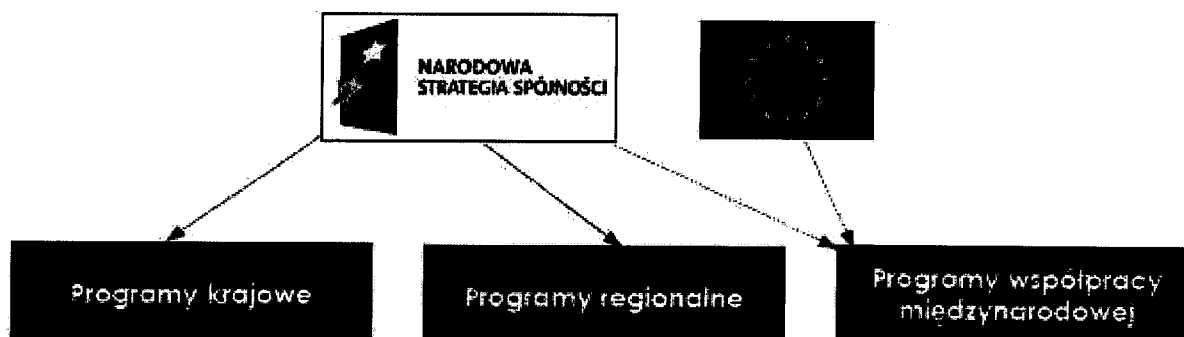 NARODOWA
STRATEGIA SPÓJNOŚCI
Programy krajowe
Programy regionalne
Programy współpracy
międzynarodowej